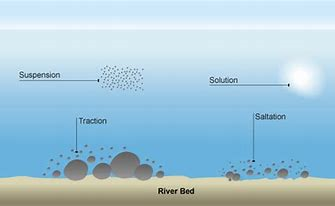 Suspension
Solution
Traction
Saltation
River Bed